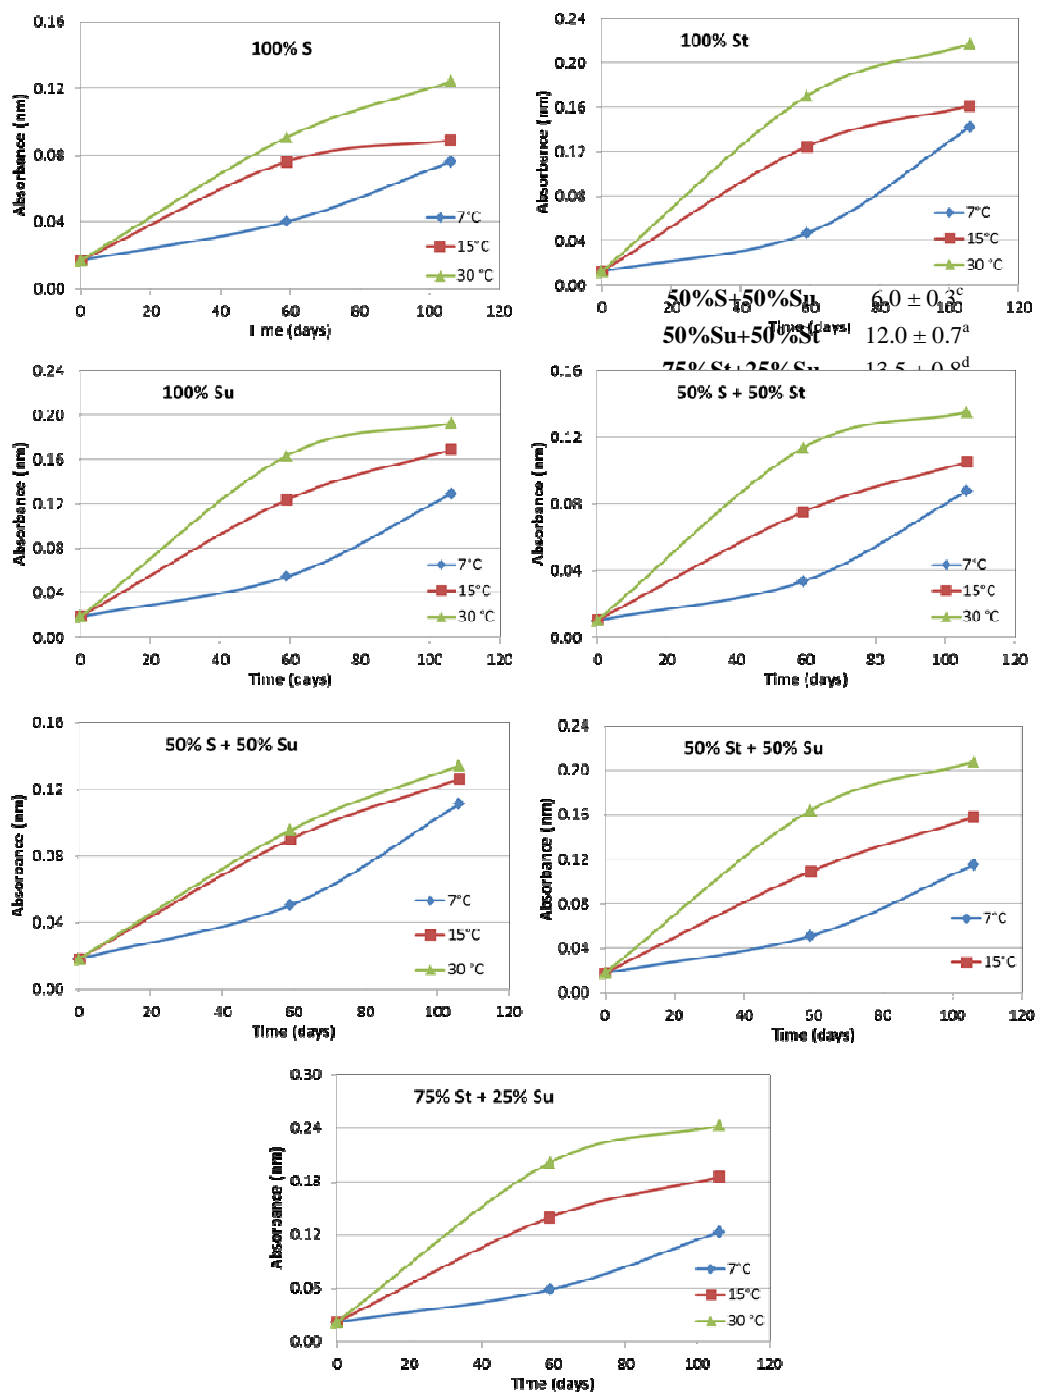 0.16
0.12
0.08
0.04
0.00
0 20 40 60 80 100 120
100% S
Absorbance (nm)
Time (days)
7°C
15°C
30 °C
0.24
0.20
0.16
0.12
0.08
0.04
0.00
0 20 40 60 80 100 120
100% St
Absorbance (nm)
Time (days)
7°C
15°C
30 °C
50%S+50%Su 6.0 ± 0.3c
50%Su+50%St 12.0 ± 0.7a
75%St+25%Su 13.5 ± 0.8d
0.24
0.20
0.16
0.12
0.08
0.04
0.00
0 20 40 60 80 100 120
100% Su
Absorbance (nm)
Time (days)
7°C
15°C
30 °C
0.16
0.12
0.08
0.04
0.00
0 20 40 60 80 100 120
50% S + 50% St
Absorbance (nm)
Time (days)
7°C
15°C
30 °C
0.16
0.12
0.08
0.04
0.00
0 20 40 60 80 100 120
50% S + 50% Su
Absorbance (nm)
Time (days)
7°C
15°C
30 °C
0.24
0.20
0.16
0.12
0.08
0.04
0.00
0 20 40 60 80 100 120
50% St + 50% Su
Absorbance (nm)
Time (days)
7°C
15°C
0.30
0.24
0.18
0.12
0.06
0.00
0 20 40 60 80 100 120
75% St + 25% Su
Absorbance (nm)
Time (days)
7°C
15°C
30 °C